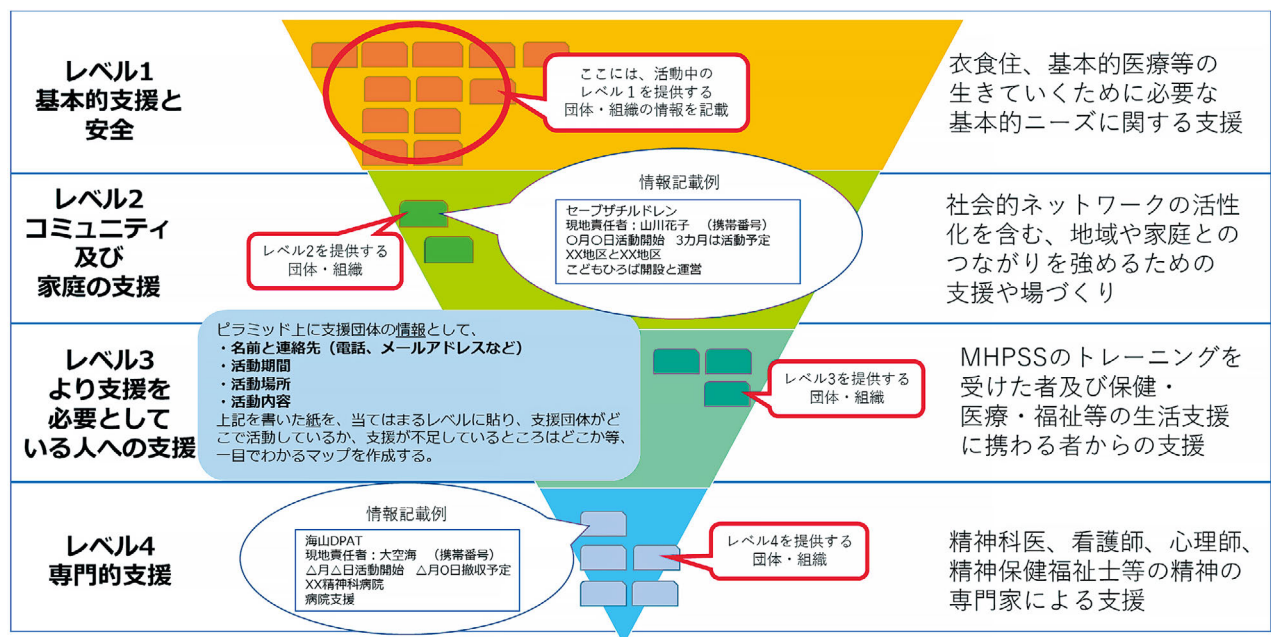 レベル1
基本的支援と
安全
ここには、活動中の
レベル1を提供する
団体・組織の情報を記載
衣食住、基本的医療等の
生きていくために必要な
基本的ニーズに関する支援
レベル2
コミュニティ
及び
家庭の支援
レベル2を提供する
団体・組織
情報記載例
セーブザチルドレン
現地責任者：山川花子　（携帯番号）
〇月〇日活動開始　3カ月は活動予定
XX地区とXX地区
こどもひろば開設と運営
社会的ネットワークの活性
化を含む、地域や家庭との
つながりを強めるための
支援や場づくり
レベル3
より支援を
必要として
いる人への支援
ピラミッド上に支援団体の情報として、
・名前と連絡先（電話、メールアドレスなど）
・活動期間
・活動場所
・活動内容
上記を書いた紙を、当てはまるレベルに貼り、支援団体がど
こで活動しているか、支援が不足しているところはどこか等、
一目でわかるマップを作成する。
レベル3を提供する
団体・組織
MHPSSのトレーニングを
受けた者及び保健・
医療・福祉等の生活支援
に携わる者からの支援
レベル4
専門的支援
情報記載例
海山DPAT
現地責任者：大空海　（携帯番号）
△月△日活動開始　△月〇日撤収予定
XX精神科病院
病院支援
レベル4を提供する
団体・組織
精神科医、看護師、心理師、
精神保健福祉士等の精神の
専門家による支援